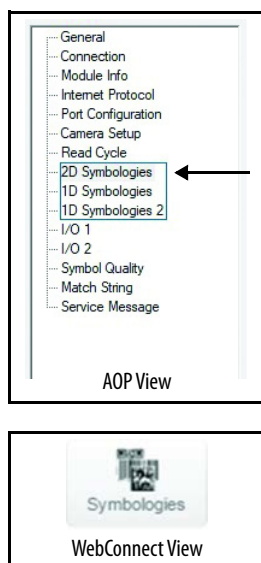 General
Connection
Module Info
Internet Protocol
Port Configuration
Camera Setup
Read Cycle
2D Symbologies
1D Symbologies
1D Symbologies 2
I/O 1
I/O 2
Symbol Quality
Match String
Service Message
AOP View
Symbologies
WebConnect View